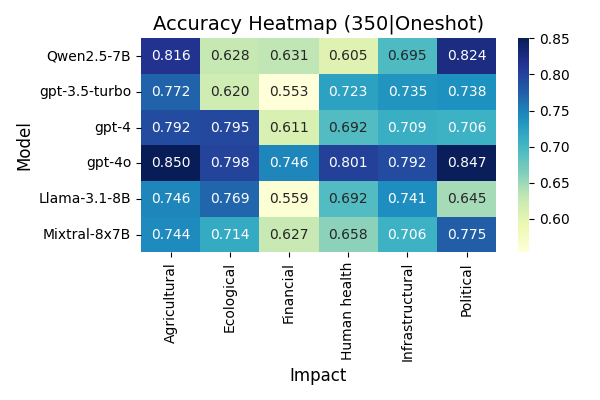 Accuracy Heatmap (350|Oneshot)
Model
Qwen2.5-7B 0.816 0.628 0.631 0.605 0.695 0.824
gpt-3.5-turbo 0.772 0.620 0.553 0.723 0.735 0.738
gpt-4 0.792 0.795 0.611 0.692 0.709 0.706
gpt-4o 0.850 0.798 0.746 0.801 0.792 0.847
Llama-3.1-8B 0.746 0.769 0.559 0.692 0.741 0.645
Mixtral-8x7B 0.744 0.714 0.627 0.658 0.706 0.775
Agricultural
Ecological
Financial
Human health
Infrastructural
Political
Impact
0.85
0.80
0.75
0.70
0.65
0.60